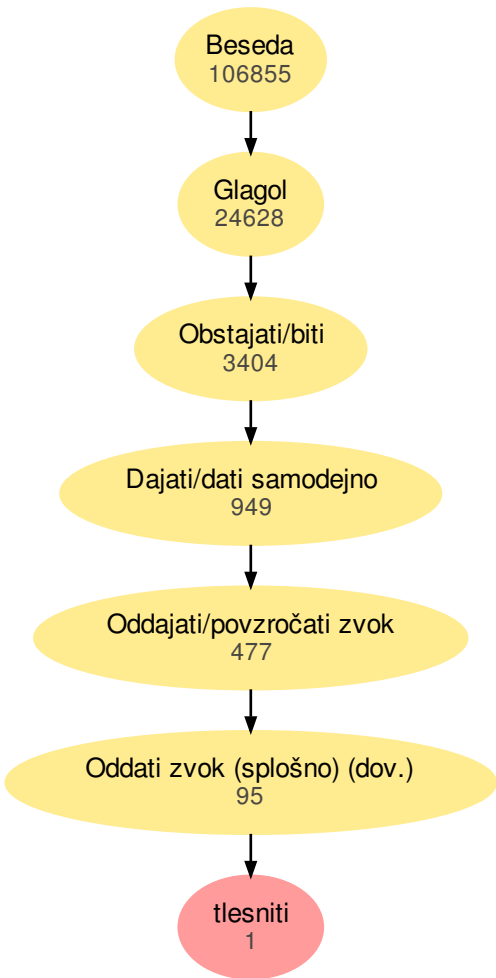 Beseda
106855
Glagol
24628
Obstajati/biti
3404
Dajati/dati samodejno
949
Oddajati/povzročati zvok
477
Oddati zvok (splošno) (dov.)
95
tlesniti
1